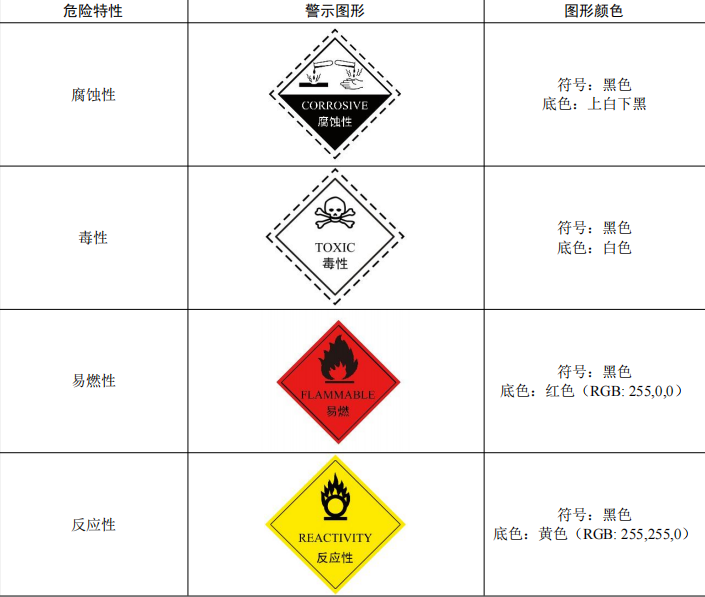 危险特性 警示图形 图形颜色
腐蚀性
CORROSIVE
腐蚀性
符号：黑色
底色：上白下黑
毒性
TOXIC
毒性
符号：黑色
底色：白色
易燃性
FLAMMABLE
易燃
符号：黑色
底色：红色（RGB: 255,0,0）
反应性
REACTIVITY
反应性
符号：黑色
底色：黄色（RGB: 255,255,0）